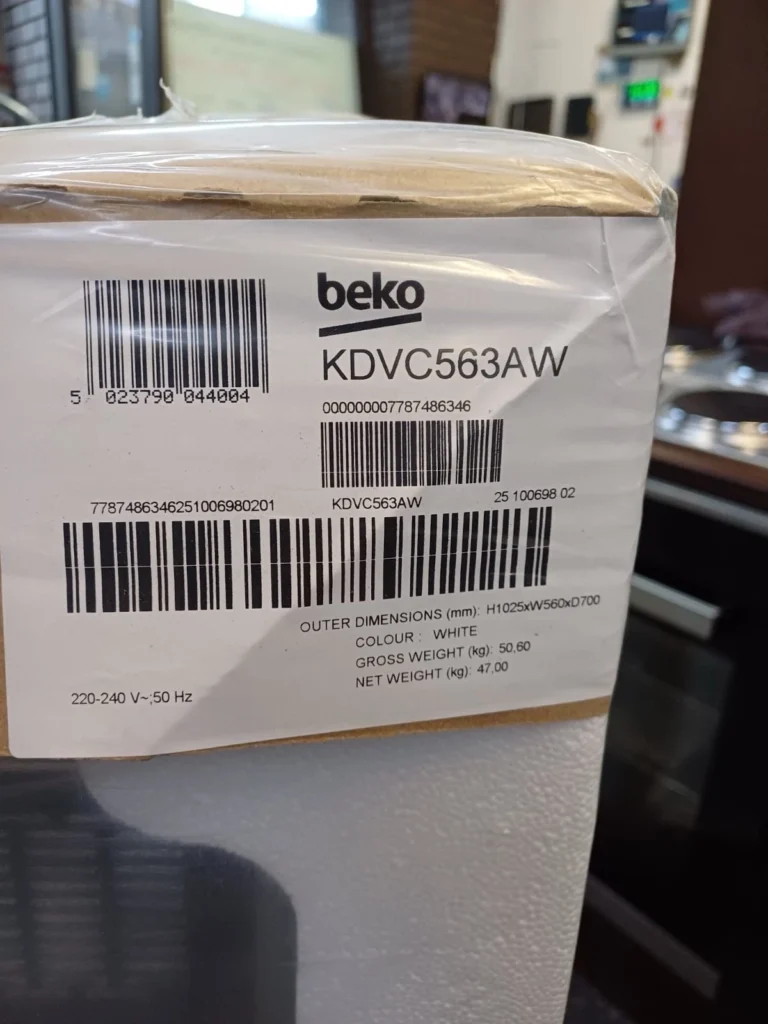 beko
KDVC563AW
5 023790 044004
000000007787486346
7787486346251006980201 KDVC563AW 25 100698 02
OUTER DIMENSIONS (mm): H1025xW560xD700
COLOUR : WHITE
GROSS WEIGHT (kg): 50,60
NET WEIGHT (kg): 47,00
220-240 V~;50 Hz